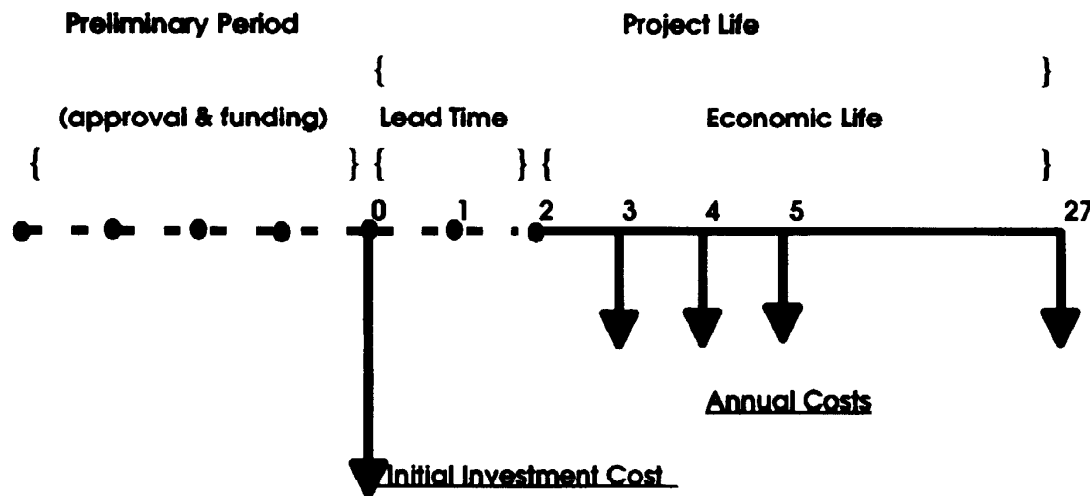 Preliminary Period Project Life
{ }
(approval & funding) Lead Time Economic Life
{ } { } { }
0 1 2 3 4 5 27
Annual Costs
Initial Investment Cost